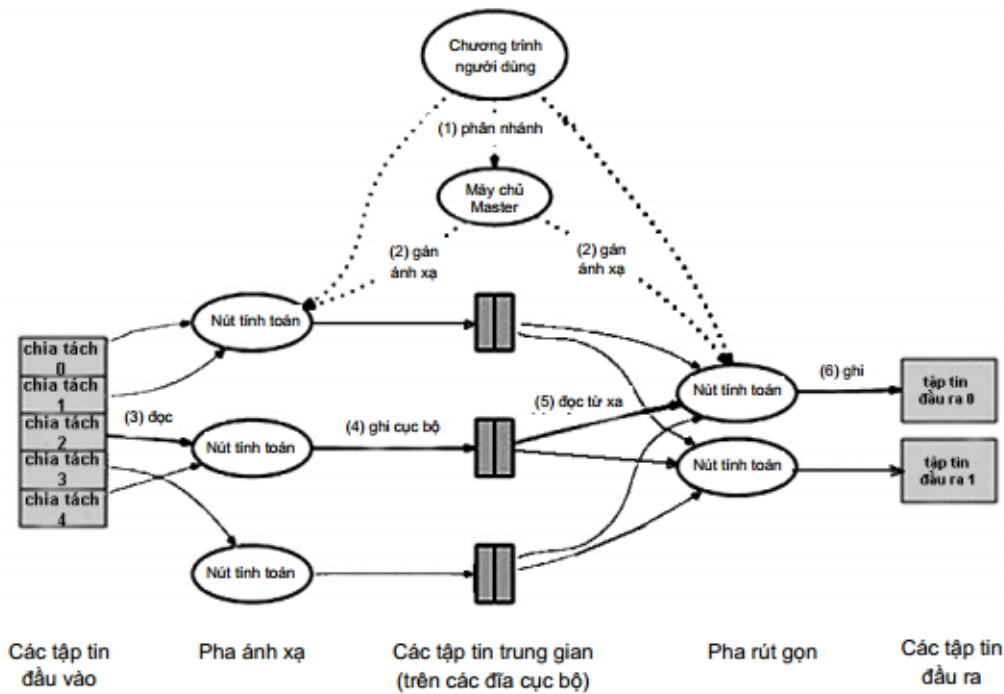 Chương trình
người dùng
(1) phân nhánh
Máy chủ
Master
(2) gán
ánh xạ
(2) gán
ánh xạ
Nút tính toán
chia tách
0
chia tách
1
chia tách
2
chia tách
3
chia tách
4
(3) đọc
Nút tính toán
(4) ghi cục bộ
(5) đọc từ xa
Nút tính toán
(6) ghi
tập tin
đầu ra 0
Nút tính toán
tập tin
đầu ra 1
Nút tính toán
Các tập tin
đầu vào
Pha ánh xạ
Các tập tin trung gian
(trên các đĩa cục bộ)
Pha rút gọn
Các tập tin
đầu ra